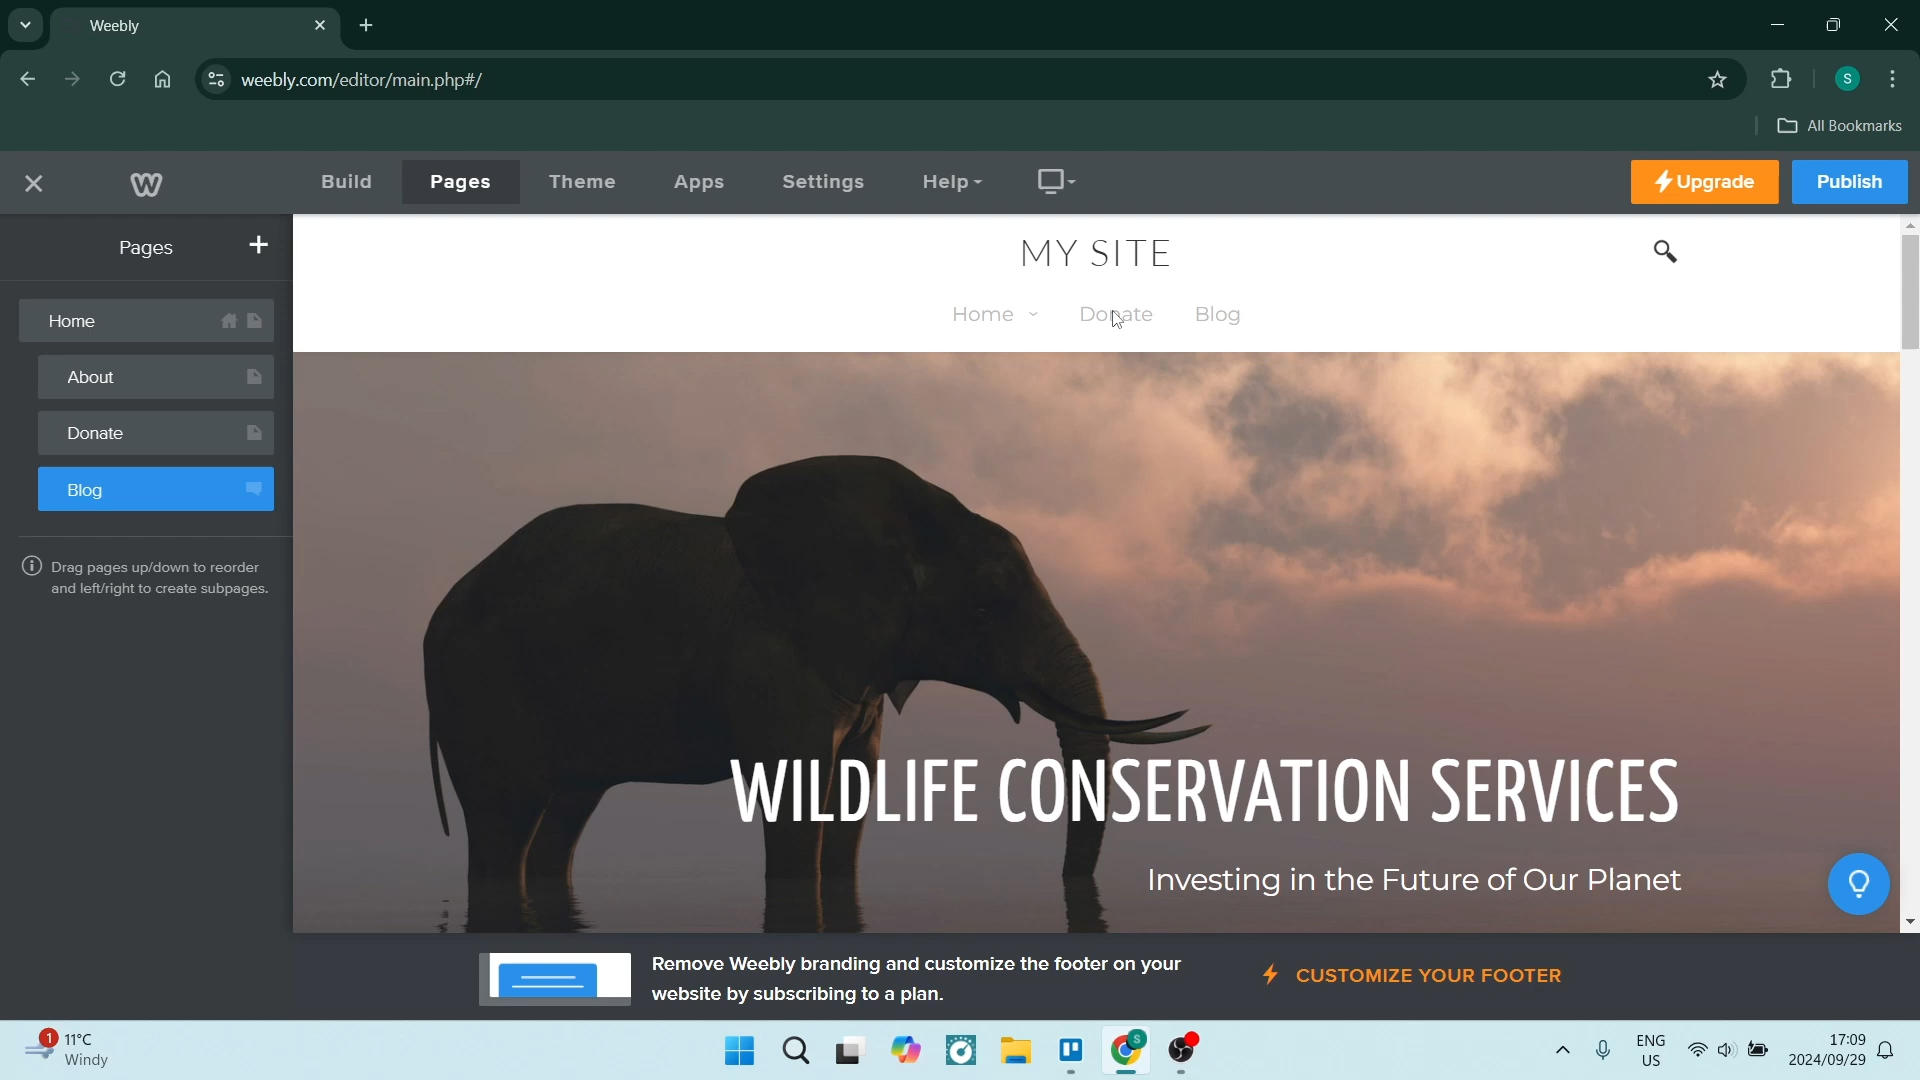 Weebly
weebly.com/editor/main.php#/
S
All Bookmarks
Build
Pages
Theme
Apps
Settings
Help
Upgrade
Publish
Pages
Home
About
Donate
Blog
Drag pages up/down to reorder
and left/right to create subpages.
MY SITE
Home
Donate
Blog
WILDLIFE CONSERVATION SERVICES
Investing in the Future of Our Planet
Remove Weebly branding and customize the footer on your
website by subscribing to a plan.
CUSTOMIZE YOUR FOOTER
1
11°C
Windy
S
ENG
US
17:09
2024/09/29